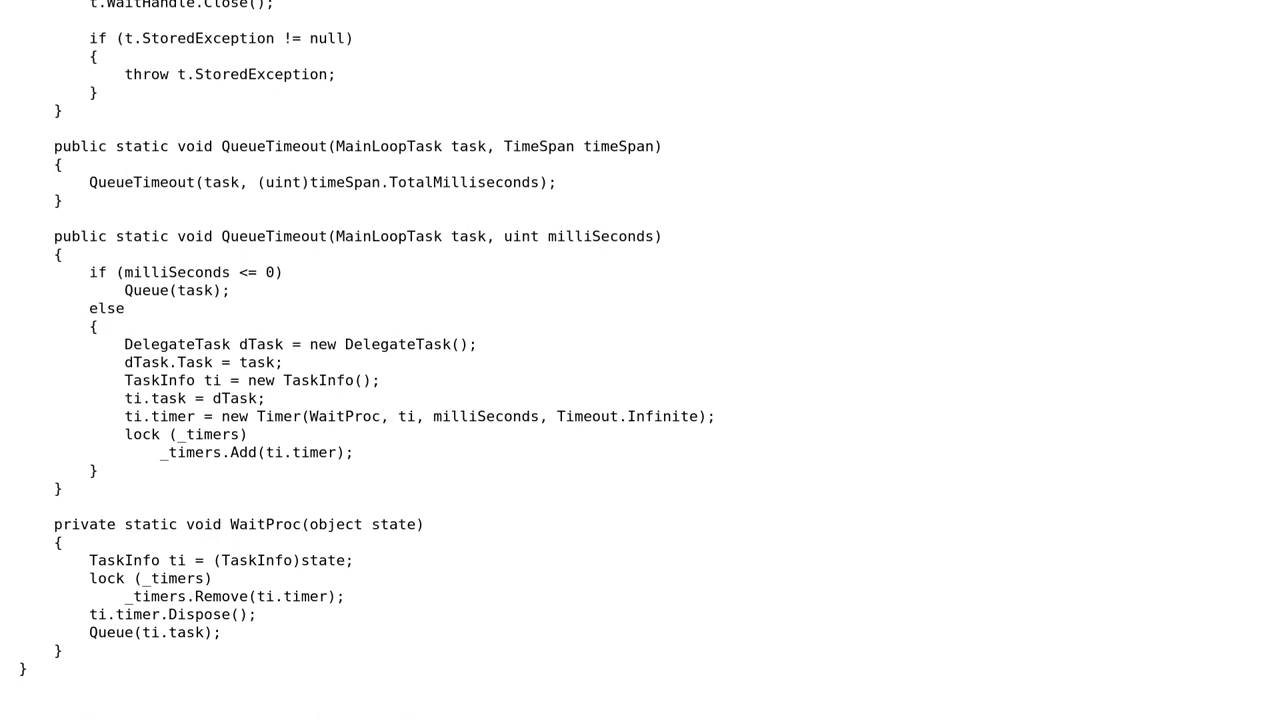 t.WaitHandle.Close();
if (t.StoredException != null)
{
throw t.StoredException;
}
}
public static void QueueTimeout(MainLoopTask task, TimeSpan timeSpan)
{
QueueTimeout(task, (uint)timeSpan.TotalMilliseconds);
}
public static void QueueTimeout(MainLoopTask task, uint milliSeconds)
{
if (milliSeconds <= 0)
Queue(task);
else
{
DelegateTask dTask = new DelegateTask();
dTask.Task = task;
TaskInfo ti = new TaskInfo();
ti.task = dTask;
ti.timer = new Timer(WaitProc, ti, milliSeconds, Timeout.Infinite);
lock (_timers)
_timers.Add(ti.timer);
}
}
private static void WaitProc(object state)
{
TaskInfo ti = (TaskInfo)state;
lock (_timers)
_timers.Remove(ti.timer);
ti.timer.Dispose();
Queue(ti.task);
}
}